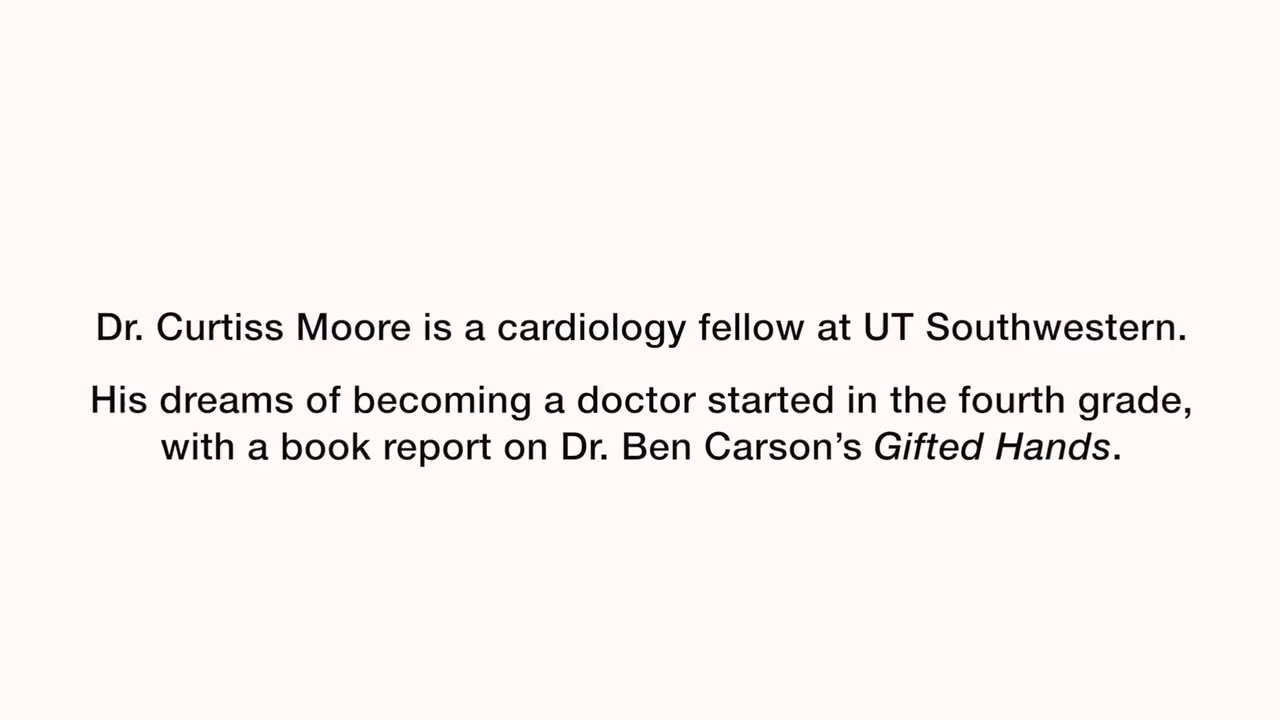 Dr. Curtiss Moore is a cardiology fellow at UT Southwestern.
His dreams of becoming a doctor started in the fourth grade,
with a book report on Dr. Ben Carson’s Gifted Hands.